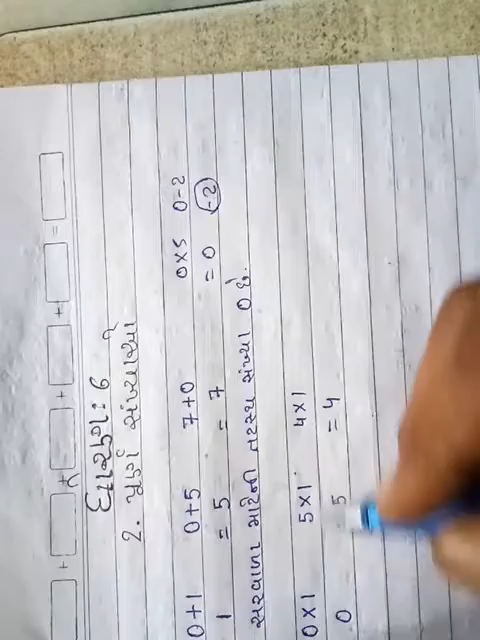 ધોરણ : 6
2. પૂર્ણ સંખ્યાઓ
0+1 0+5 7+0 0×5 0-2
1 = 5 = 7 = 0 -2
સરવાળા માટેની તટસ્થ સંખ્યા 0 છે.
0×1 5×1 4×1
0 5 = 4